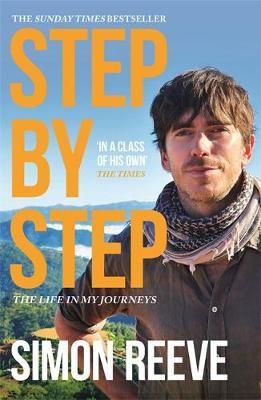 THE SUNDAY TIMES BESTSELLER
STEP
BY
STEP
'IN A CLASS
OF HIS OWN'
THE TIMES
THE LIFE IN MY JOURNEYS
SIMON REEVE